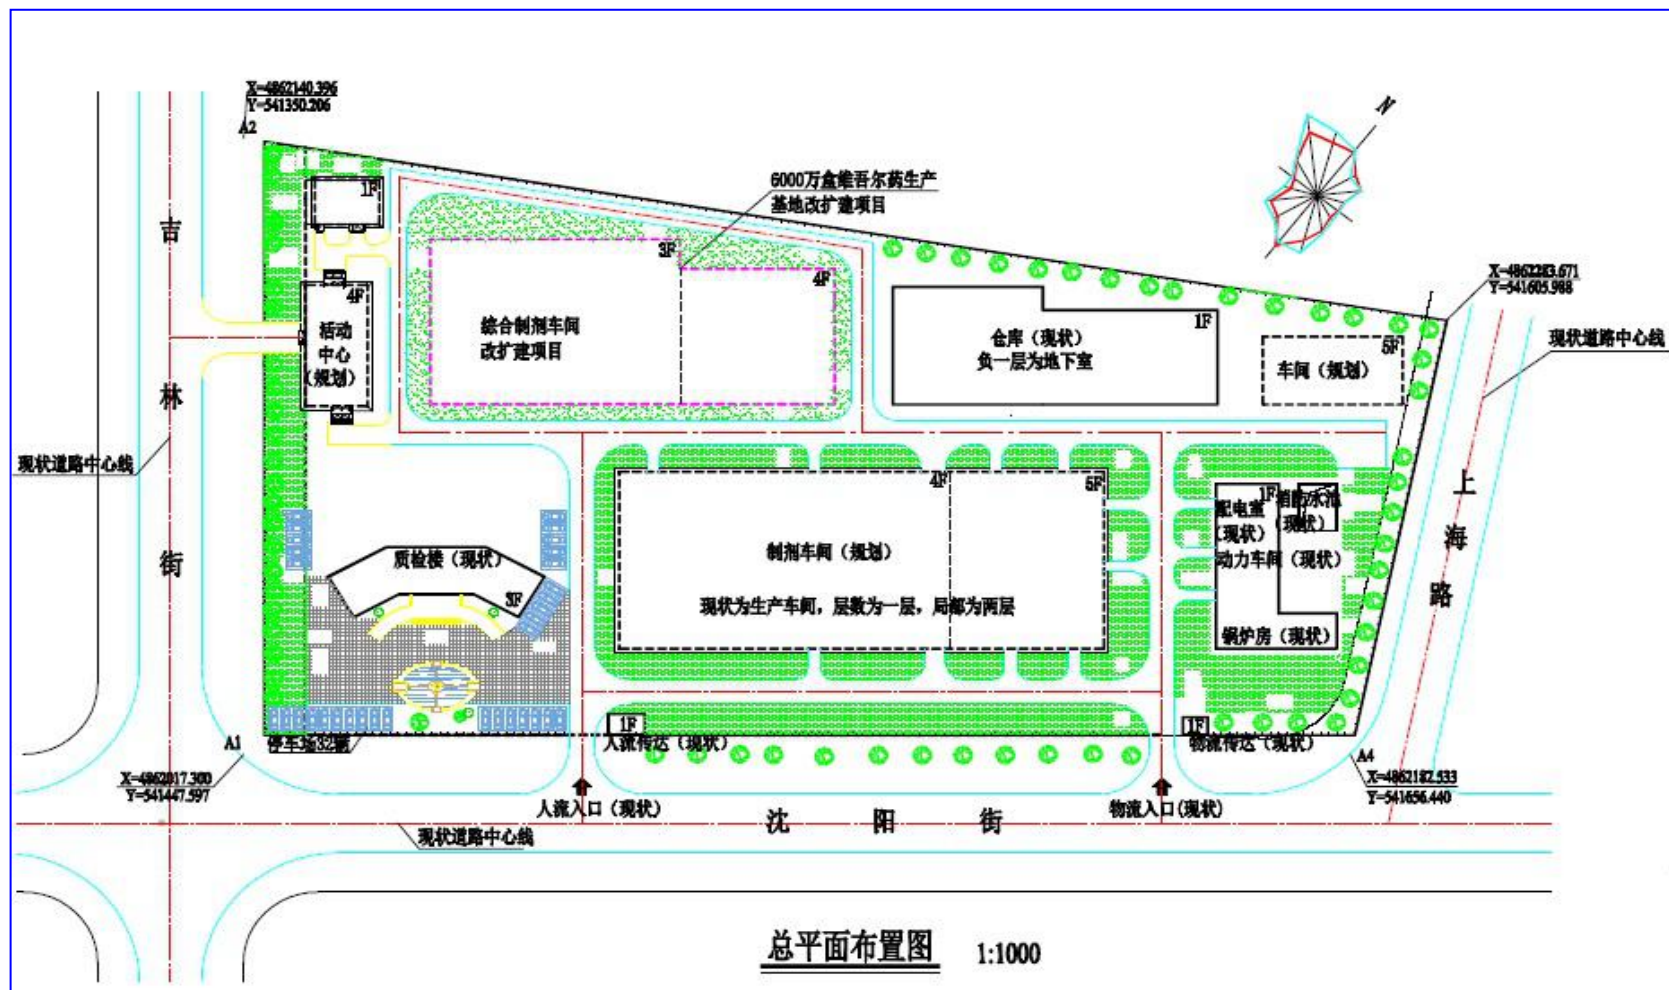 X=4862140.396
Y=541350.206
A2
N
6000万盒维吾尔药生产
基地改扩建项目
1F
3F
4F
X=4862283.671
Y=541605.988
吉林街
4F
活动
中心
(规划)
综合制剂车间
改扩建项目
仓库（现状）
负一层为地下室
1F
5F
车间（规划）
现状道路中心线
现状道路中心线
上海路
4F
5F
1F
配电室
(现状)
消防水池
(现状)
质检楼（现状）
3F
制剂车间（规划）
动力车间（现状）
现状为生产车间，层数为一层，局部为两层
锅炉房（现状）
1F
人流传达（现状）
1F
物流传达（现状）
A1
A4
X=4862017.300
Y=541447.597
X=4862182.533
Y=541656.440
人流入口（现状）
物流入口(现状)
沈阳街
现状道路中心线
总平面布置图 1:1000